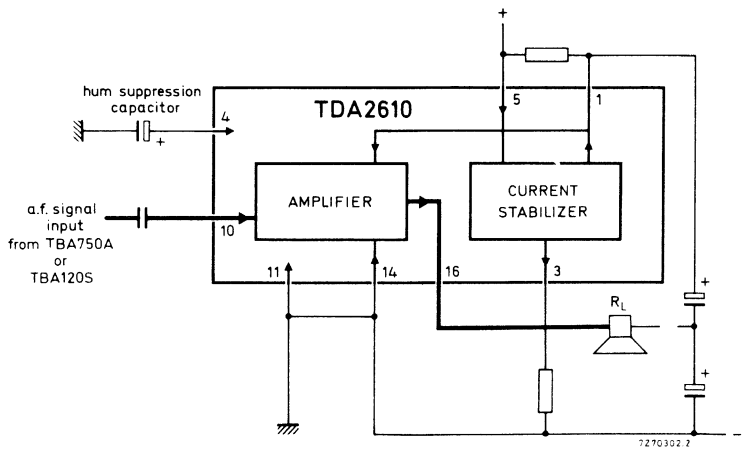 +
hum suppression
capacitor
+
4
TDA2610
5
1
AMPLIFIER
CURRENT
STABILIZER
a.f. signal
input
from TBA750A
or
TBA120S
10
11
14
16
3
RL
+
+
7Z70302.2